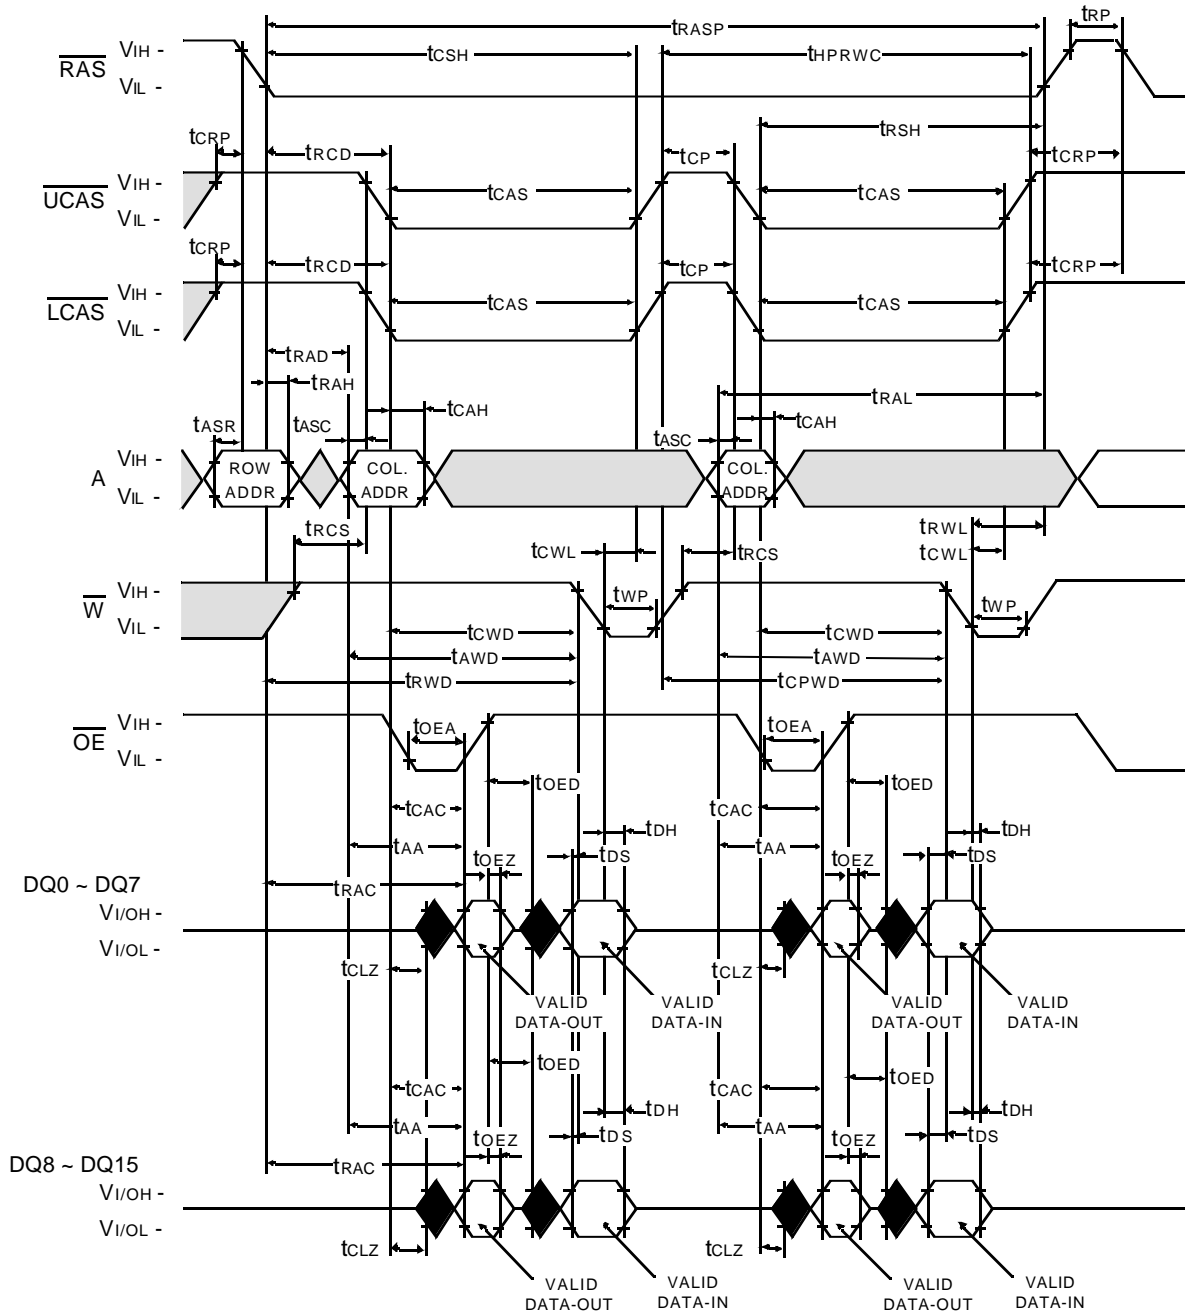 tRP
tRASP
VIH -
RAS
VIL -
tCSH
tHPRWC
tRSH
tCRP
tRCD
tCP
tCRP
VIH -
UCAS
VIL -
tCAS
tCAS
tCRP
tRCD
tCP
tCRP
VIH -
LCAS
VIL -
tCAS
tCAS
tRAD
tRAH
tRAL
tCAH
tCAH
tASR
tASC
tASC
VIH -
A
VIL -
ROW
ADDR
COL.
ADDR
COL.
ADDR
tRCS
tRWL
tCWL
tRCS
tCWL
VIH -
W
VIL -
tWP
tWP
tCWD
tCWD
tAWD
tAWD
tRWD
tCPWD
VIH -
OE
VIL -
tOEA
tOEA
tOED
tOED
tCAC
tCAC
tDH
tDH
tAA
tAA
tOEZ
tDS
tOEZ
tDS
DQ0 ~ DQ7
tRAC
VI/OH -
VI/OL -
tCLZ
tCLZ
VALID
DATA-OUT
VALID
DATA-IN
VALID
DATA-OUT
VALID
DATA-IN
tOED
tOED
tCAC
tCAC
tDH
tDH
tAA
tAA
tOEZ
tDS
tOEZ
tDS
DQ8 ~ DQ15
tRAC
VI/OH -
VI/OL -
tCLZ
tCLZ
VALID
DATA-OUT
VALID
DATA-IN
VALID
DATA-OUT
VALID
DATA-IN